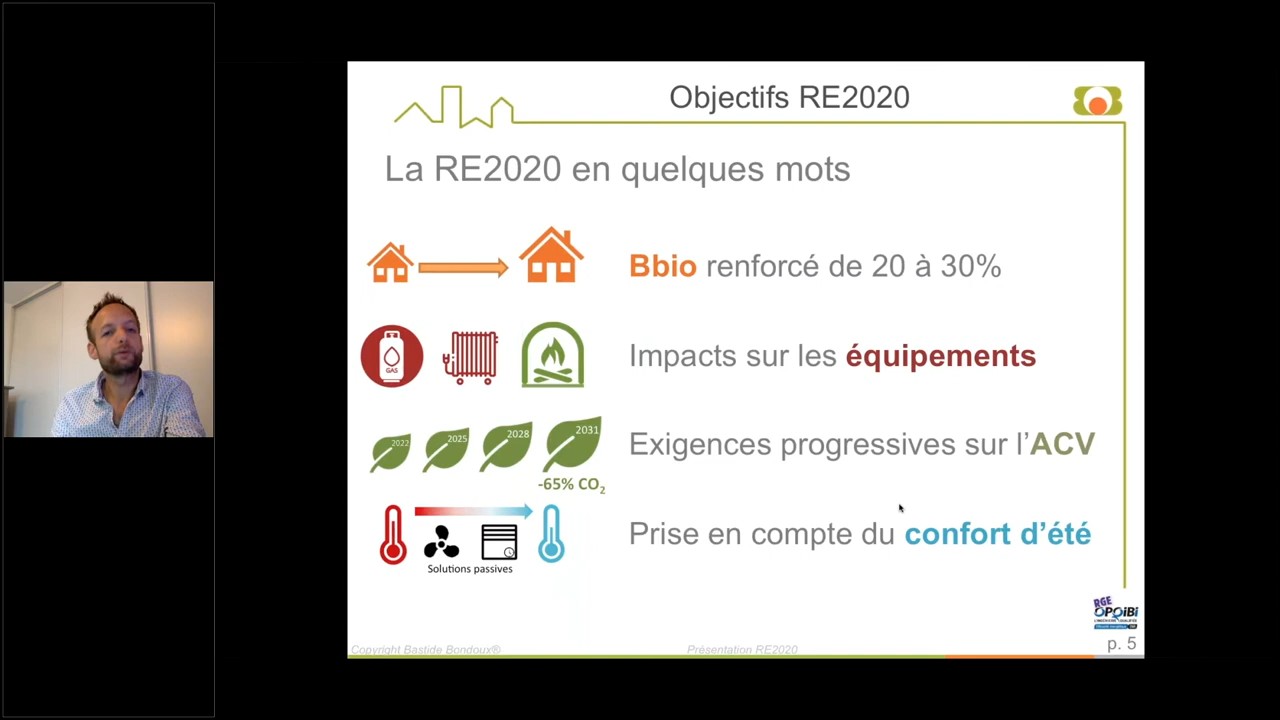 Objectifs RE2020
La RE2020 en quelques mots
Bbio renforcé de 20 à 30%
GAS
Impacts sur les équipements
2022 2025 2028 2031
Exigences progressives sur l'ACV
-65% CO₂
Prise en compte du confort d'été
Solutions passives
RGE
OPQiBi
Copyright Bastide Bondoux®
Présentation RE2020
p. 5